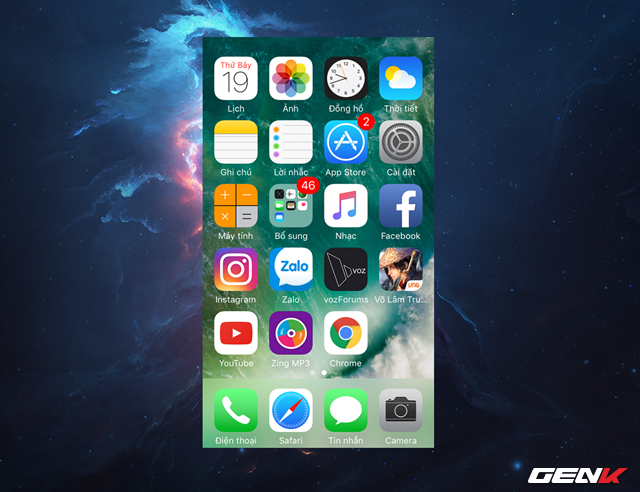 Thứ Bảy
19
Lịch
Ảnh
Đồng hồ
Thời tiết
Ghi chú
Lời nhắc
2
App Store
Cài đặt
Máy tính
46
Bổ sung
Nhạc
Facebook
Instagram
Zalo
Zalo
voz
vozForums
VNG
Võ Lâm Tru...
YouTube
Zing MP3
Chrome
Điện thoại
Safari
Tin nhắn
Camera
GENK